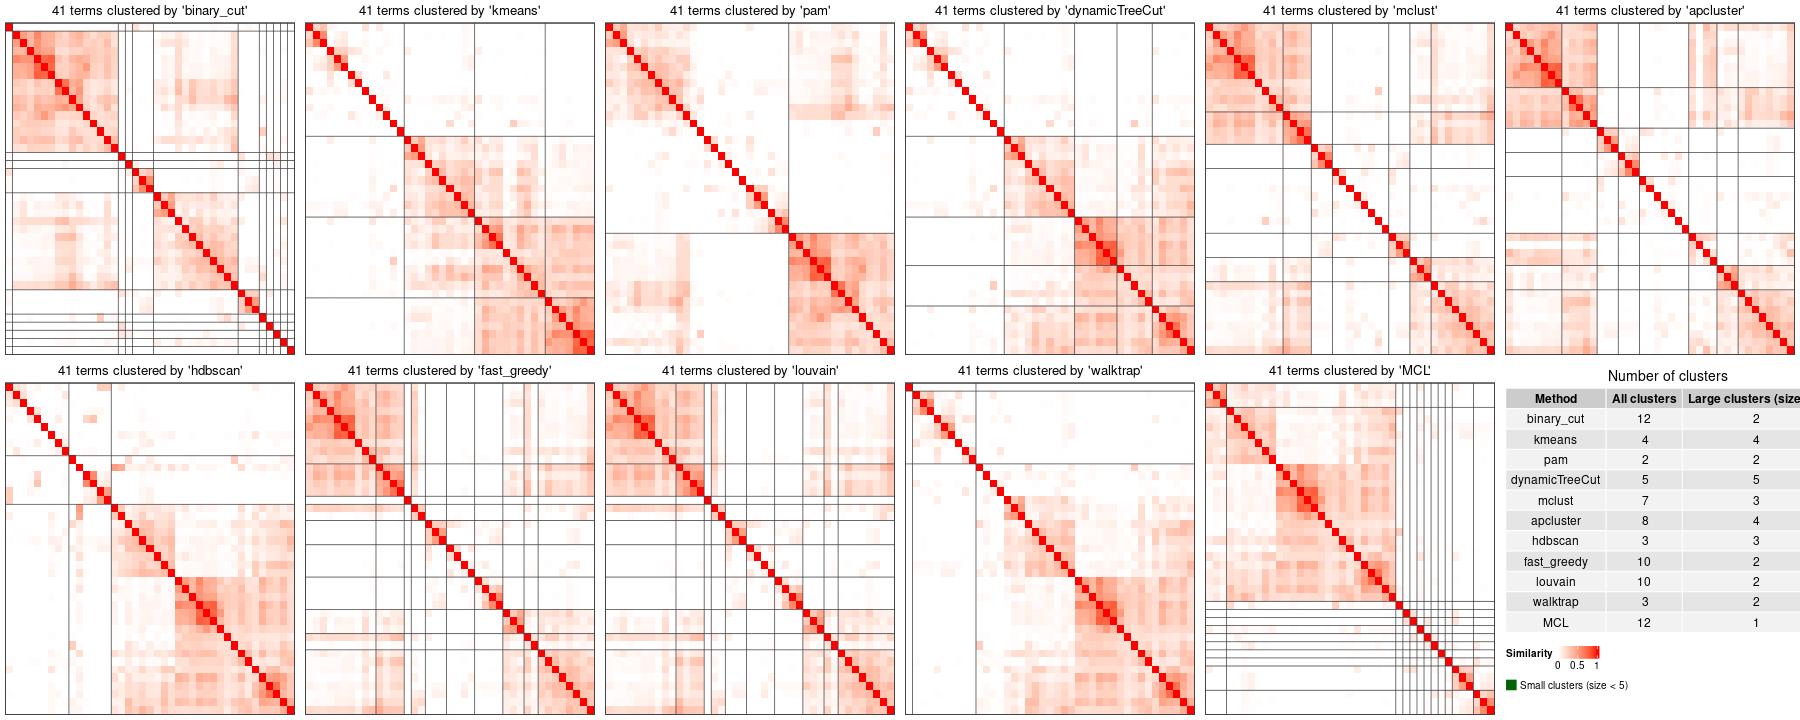 41 terms clustered by 'binary_cut'
41 terms clustered by 'kmeans'
41 terms clustered by 'pam'
41 terms clustered by 'dynamicTreeCut'
41 terms clustered by 'mclust'
41 terms clustered by 'apcluster'
41 terms clustered by 'hdbscan'
41 terms clustered by 'fast_greedy'
41 terms clustered by 'louvain'
41 terms clustered by 'walktrap'
41 terms clustered by 'MCL'
Number of clusters
Method All clusters Large clusters (size
binary_cut 12 2
kmeans 4 4
pam 2 2
dynamicTreeCut 5 5
mclust 7 3
apcluster 8 4
hdbscan 3 3
fast_greedy 10 2
louvain 10 2
walktrap 3 2
MCL 12 1
Similarity
0 0.5 1
Small clusters (size < 5)